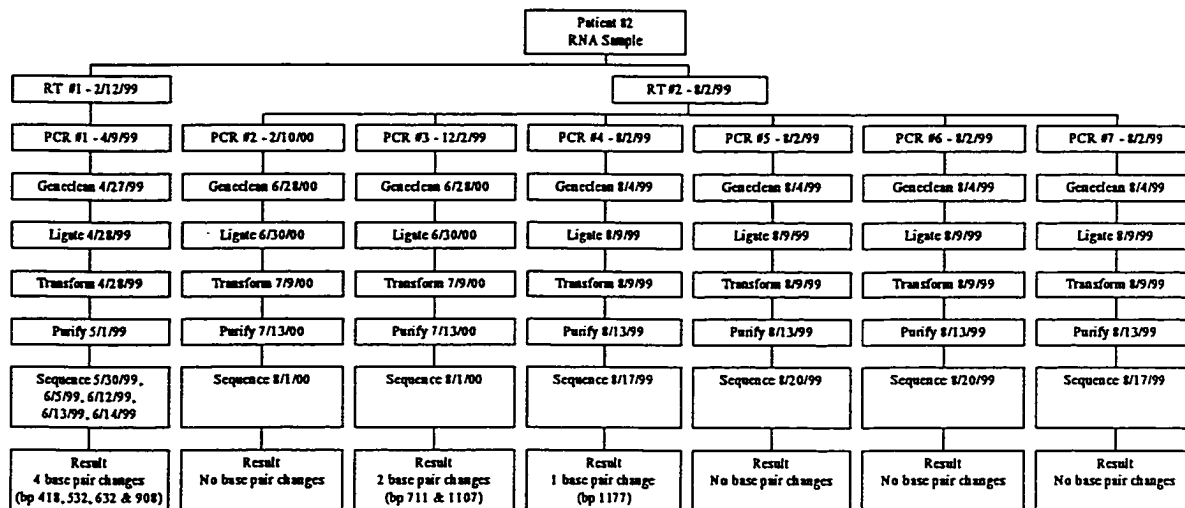 Patient 82
RNA Sample
RT #1 - 2/12/99
RT #2 - 8/2/99
PCR #1 - 4/9/99
PCR #2 - 2/10/00
PCR #3 - 12/2/99
PCR #4 - 8/2/99
PCR #5 - 8/2/99
PCR #6 - 8/2/99
PCR #7 - 8/2/99
Geneclean 4/27/99
Geneclean 6/28/00
Geneclean 6/28/00
Geneclean 8/4/99
Geneclean 8/4/99
Geneclean 8/4/99
Geneclean 8/4/99
Ligate 4/28/99
Ligate 6/30/00
Ligate 6/30/00
Ligate 8/9/99
Ligate 8/9/99
Ligate 8/9/99
Ligate 8/9/99
Transform 4/28/99
Transform 7/9/00
Transform 7/9/00
Transform 8/9/99
Transform 8/9/99
Transform 8/9/99
Transform 8/9/99
Purify 5/1/99
Purify 7/13/00
Purify 7/13/00
Purify 8/13/99
Purify 8/13/99
Purify 8/13/99
Purify 8/13/99
Sequence 5/30/99,
6/5/99, 6/12/99,
6/13/99, 6/14/99
Sequence 8/1/00
Sequence 8/1/00
Sequence 8/17/99
Sequence 8/20/99
Sequence 8/20/99
Sequence 8/17/99
Result
4 base pair changes
(bp 418, 532, 632 & 908)
Result
No base pair changes
Result
2 base pair changes
(bp 711 & 1107)
Result
1 base pair change
(bp 1177)
Result
No base pair changes
Result
No base pair changes
Result
No base pair changes